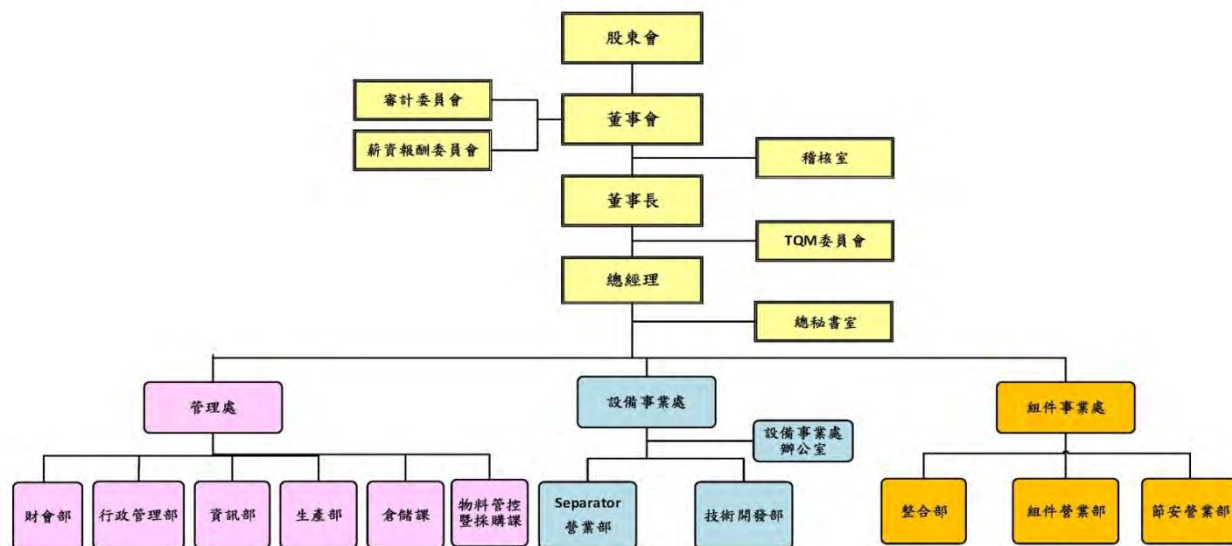 股東會
審計委員會
董事會
薪資報酬委員會
稽核室
董事長
TQM委員會
總經理
總秘書室
管理處
設備事業處
組件事業處
設備事業處
辦公室
財會部
行政管理部
資訊部
生產部
倉儲課
物料管控
暨採購課
Separator
營業部
技術開發部
整合部
組件營業部
節安營業部